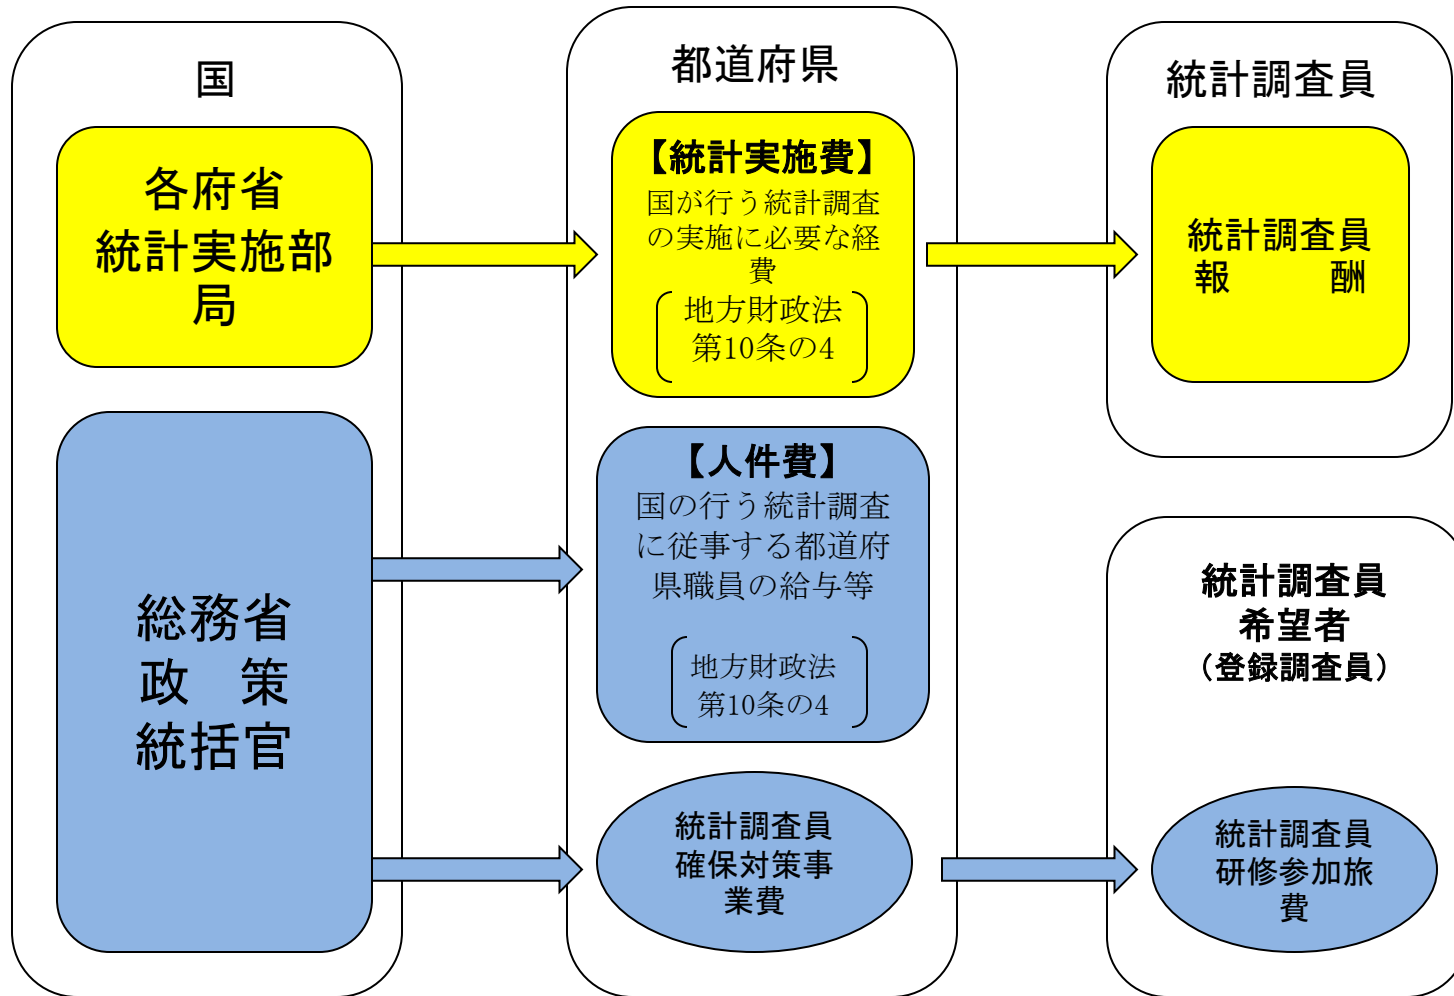 国
各府省
統計実施部
局
総務省
政　策
統括官
都道府県
【統計実施費】
国が行う統計調査
の実施に必要な経
費
地方財政法
第10条の4
【人件費】
国の行う統計調査
に従事する都道府
県職員の給与等
地方財政法
第10条の4
統計調査員
確保対策事
業費
統計調査員
統計調査員
報　　　酬
統計調査員
希望者
（登録調査員）
統計調査員
研修参加旅
費